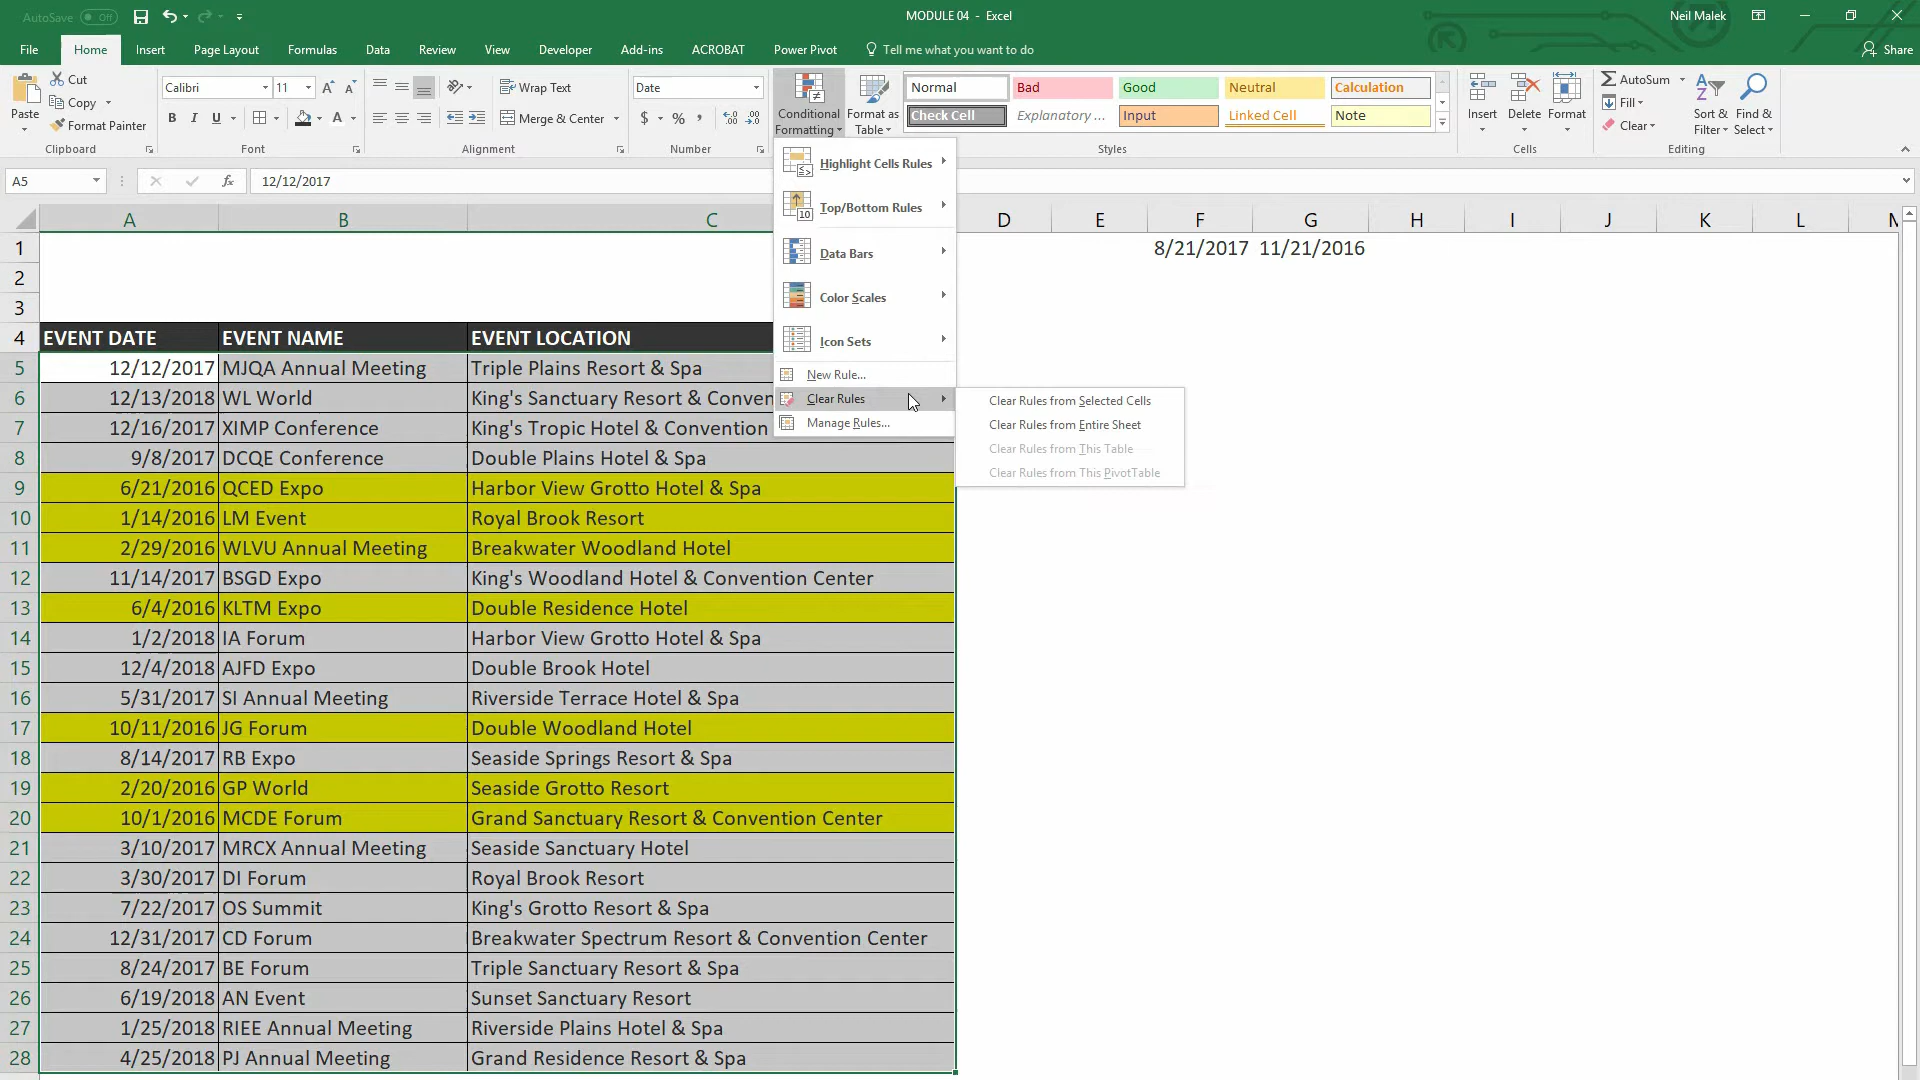 AutoSave Off
MODULE 04 - Excel
Neil Malek
File Home Insert Page Layout Formulas Data Review View Developer Add-ins ACROBAT Power Pivot Tell me what you want to do Share
Paste
Cut
Copy
Format Painter
Clipboard
Calibri 11
B I U
Font
Wrap Text
Merge & Center
Alignment
Date
$ % ,
Number
Conditional Formatting
Format as Table
Normal Bad Good Neutral Calculation
Check Cell Explanatory ... Input Linked Cell Note
Styles
Insert Delete Format
Cells
AutoSum
Fill
Clear
Sort & Filter
Find & Select
Editing
A5 fx 12/12/2017
Highlight Cells Rules
Top/Bottom Rules
Data Bars
Color Scales
Icon Sets
New Rule...
Clear Rules
Manage Rules...
Clear Rules from Selected Cells
Clear Rules from Entire Sheet
Clear Rules from This Table
Clear Rules from This PivotTable
A B C D E F G H I J K L M
1 8/21/2017 11/21/2016
2
3
4 EVENT DATE EVENT NAME EVENT LOCATION
5 12/12/2017 MJQA Annual Meeting Triple Plains Resort & Spa
6 12/13/2018 WL World King's Sanctuary Resort & Conven
7 12/16/2017 XIMP Conference King's Tropic Hotel & Convention
8 9/8/2017 DCQE Conference Double Plains Hotel & Spa
9 6/21/2016 QCED Expo Harbor View Grotto Hotel & Spa
10 1/14/2016 LM Event Royal Brook Resort
11 2/29/2016 WLVU Annual Meeting Breakwater Woodland Hotel
12 11/14/2017 BSGD Expo King's Woodland Hotel & Convention Center
13 6/4/2016 KLTM Expo Double Residence Hotel
14 1/2/2018 IA Forum Harbor View Grotto Hotel & Spa
15 12/4/2018 AJFD Expo Double Brook Hotel
16 5/31/2017 SI Annual Meeting Riverside Terrace Hotel & Spa
17 10/11/2016 JG Forum Double Woodland Hotel
18 8/14/2017 RB Expo Seaside Springs Resort & Spa
19 2/20/2016 GP World Seaside Grotto Resort
20 10/1/2016 MCDE Forum Grand Sanctuary Resort & Convention Center
21 3/10/2017 MRCX Annual Meeting Seaside Sanctuary Hotel
22 3/30/2017 DI Forum Royal Brook Resort
23 7/22/2017 OS Summit King's Grotto Resort & Spa
24 12/31/2017 CD Forum Breakwater Spectrum Resort & Convention Center
25 8/24/2017 BE Forum Triple Sanctuary Resort & Spa
26 6/19/2018 AN Event Sunset Sanctuary Resort
27 1/25/2018 RIEE Annual Meeting Riverside Plains Hotel & Spa
28 4/25/2018 PJ Annual Meeting Grand Residence Resort & Spa